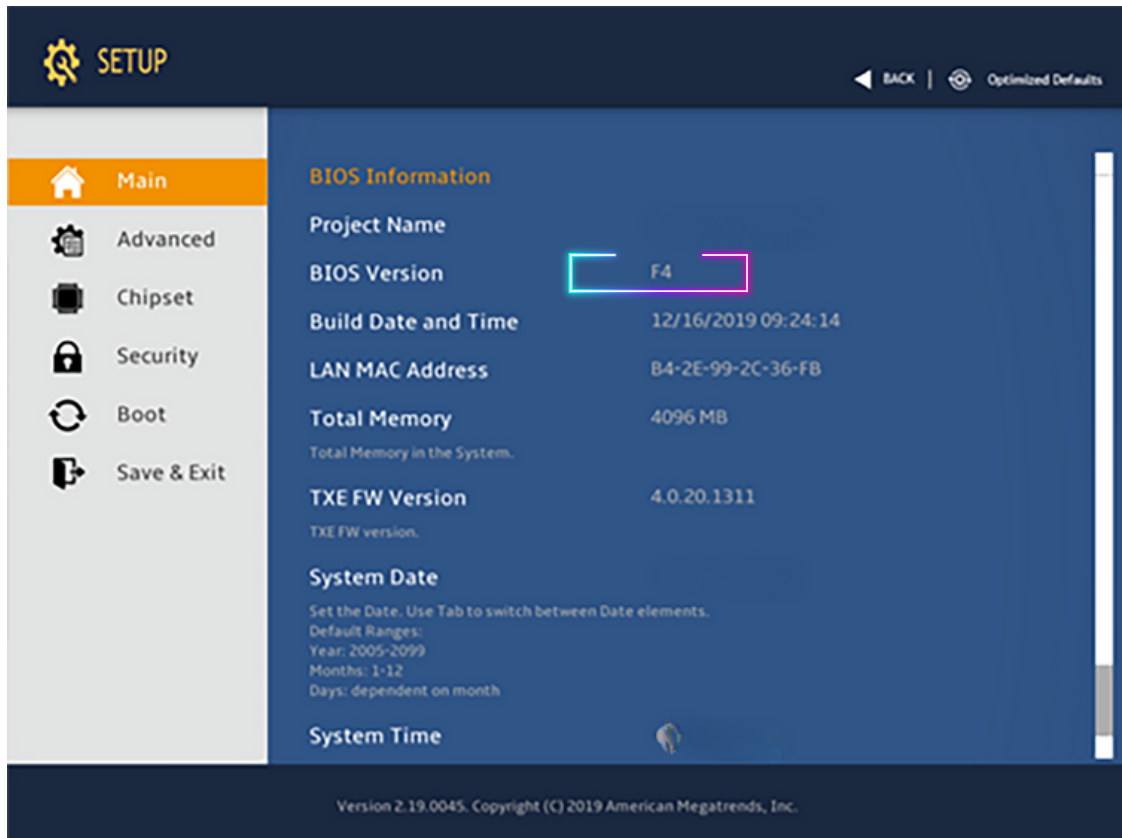 SETUP
BACK | Optimized Defaults
Main
Advanced
Chipset
Security
Boot
Save & Exit
BIOS Information
Project Name
BIOS Version F4
Build Date and Time 12/16/2019 09:24:14
LAN MAC Address B4-2E-99-2C-36-FB
Total Memory 4096 MB
Total Memory in the System.
TXE FW Version 4.0.20.1311
TXE FW version.
System Date
Set the Date. Use Tab to switch between Date elements.
Default Ranges:
Year: 2005-2099
Months: 1-12
Days: dependent on month
System Time
Version 2.19.0045. Copyright (C) 2019 American Megatrends, Inc.